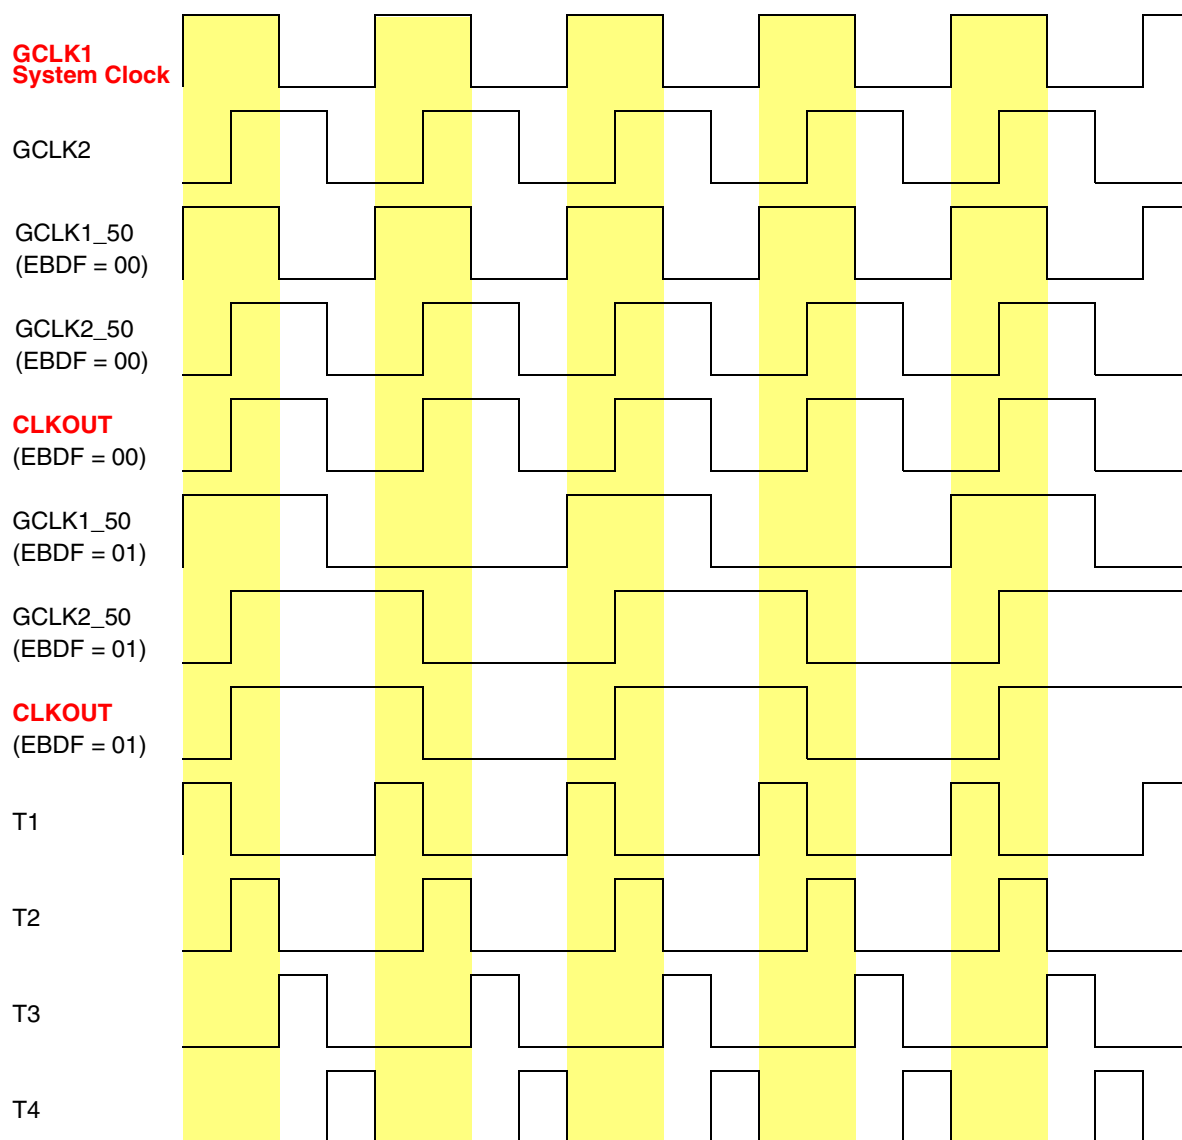 GCLK1
System Clock
GCLK2
GCLK1_50
(EBDF = 00)
GCLK2_50
(EBDF = 00)
CLKOUT
(EBDF = 00)
GCLK1_50
(EBDF = 01)
GCLK2_50
(EBDF = 01)
CLKOUT
(EBDF = 01)
T1
T2
T3
T4